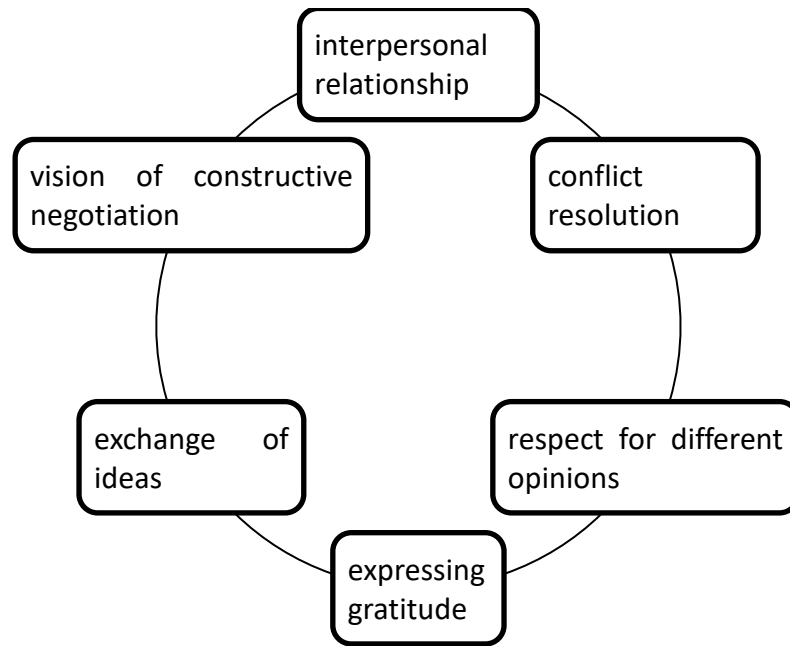 interpersonal
relationship
conflict
resolution
respect for different
opinions
expressing
gratitude
exchange of
ideas
vision of constructive
negotiation